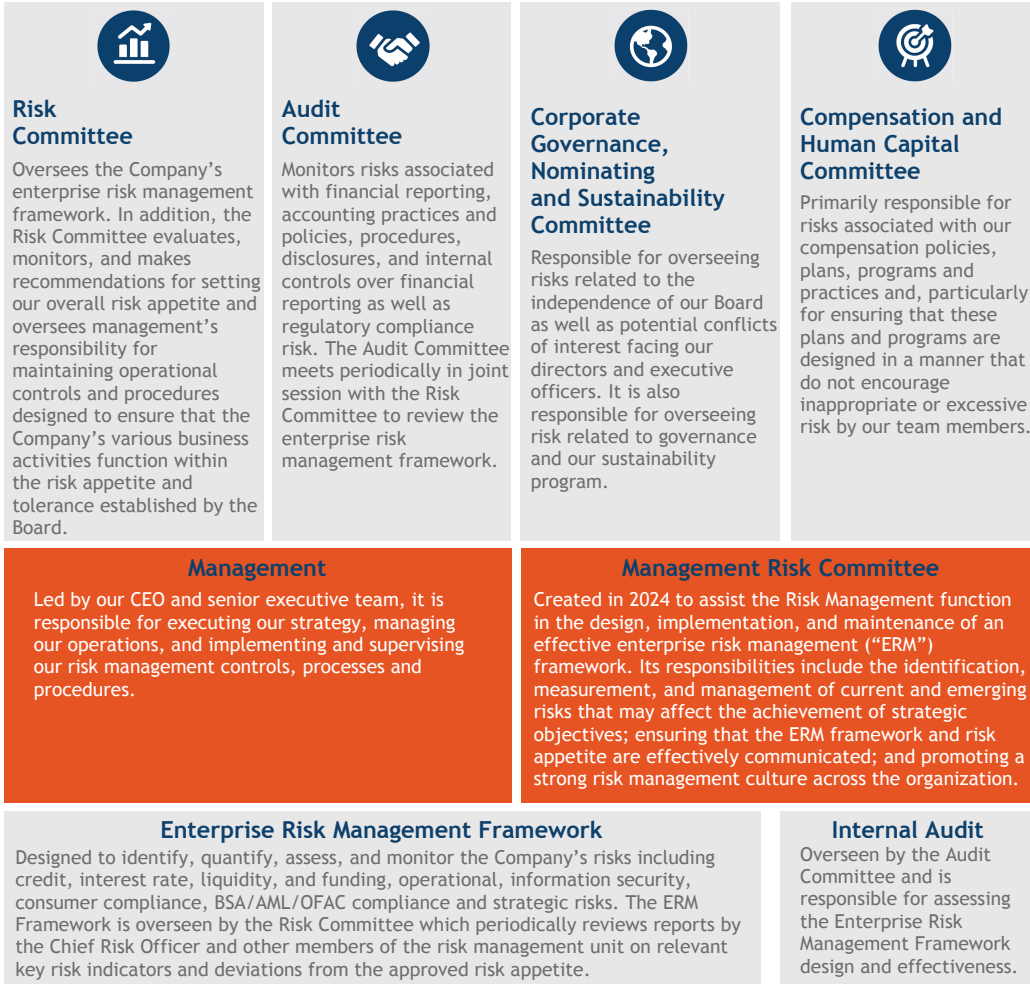 Risk
Committee
Oversees the Company’s
enterprise risk management
framework. In addition, the
Risk Committee evaluates,
monitors, and makes
recommendations for setting
our overall risk appetite and
oversees management’s
responsibility for
maintaining operational
controls and procedures
designed to ensure that the
Company’s various business
activities function within
the risk appetite and
tolerance established by the
Board.
Audit
Committee
Monitors risks associated
with financial reporting,
accounting practices and
policies, procedures,
disclosures, and internal
controls over financial
reporting as well as
regulatory compliance
risk. The Audit Committee
meets periodically in joint
session with the Risk
Committee to review the
enterprise risk
management framework.
Corporate
Governance,
Nominating
and Sustainability
Committee
Responsible for overseeing
risks related to the
independence of our Board
as well as potential conflicts
of interest facing our
directors and executive
officers. It is also
responsible for overseeing
risk related to governance
and our sustainability
program.
Compensation and
Human Capital
Committee
Primarily responsible for
risks associated with our
compensation policies,
plans, programs and
practices and, particularly
for ensuring that these
plans and programs are
designed in a manner that
do not encourage
inappropriate or excessive
risk by our team members.
Management
Led by our CEO and senior executive team, it is
responsible for executing our strategy, managing
our operations, and implementing and supervising
our risk management controls, processes and
procedures.
Management Risk Committee
Created in 2024 to assist the Risk Management function
in the design, implementation, and maintenance of an
effective enterprise risk management (“ERM”)
framework. Its responsibilities include the identification,
measurement, and management of current and emerging
risks that may affect the achievement of strategic
objectives; ensuring that the ERM framework and risk
appetite are effectively communicated; and promoting a
strong risk management culture across the organization.
Enterprise Risk Management Framework
Designed to identify, quantify, assess, and monitor the Company’s risks including
credit, interest rate, liquidity, and funding, operational, information security,
consumer compliance, BSA/AML/OFAC compliance and strategic risks. The ERM
Framework is overseen by the Risk Committee which periodically reviews reports by
the Chief Risk Officer and other members of the risk management unit on relevant
key risk indicators and deviations from the approved risk appetite.
Internal Audit
Overseen by the Audit
Committee and is
responsible for assessing
the Enterprise Risk
Management Framework
design and effectiveness.